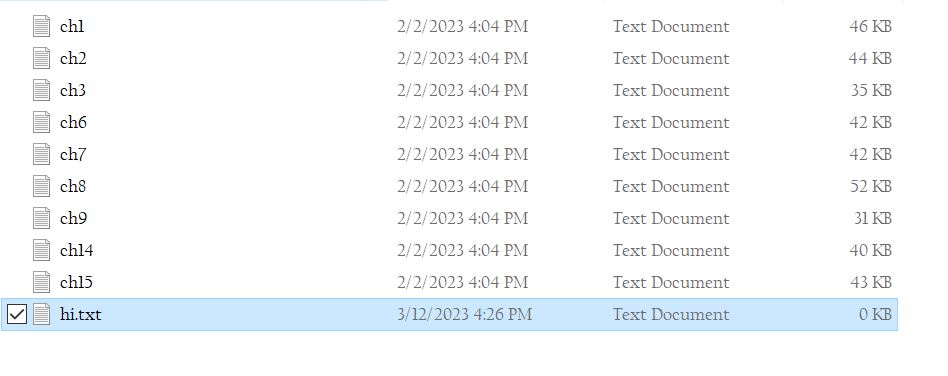 ch1 2/2/2023 4:04 PM Text Document 46 KB
ch2 2/2/2023 4:04 PM Text Document 44 KB
ch3 2/2/2023 4:04 PM Text Document 35 KB
ch6 2/2/2023 4:04 PM Text Document 42 KB
ch7 2/2/2023 4:04 PM Text Document 42 KB
ch8 2/2/2023 4:04 PM Text Document 52 KB
ch9 2/2/2023 4:04 PM Text Document 31 KB
ch14 2/2/2023 4:04 PM Text Document 40 KB
ch15 2/2/2023 4:04 PM Text Document 43 KB
hi.txt 3/12/2023 4:26 PM Text Document 0 KB